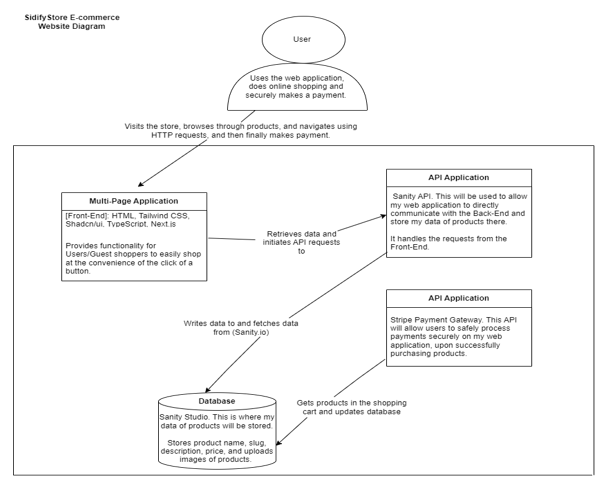 SidifyStore E-commerce
Website Diagram
User
Uses the web application,
does online shopping and
securely makes a payment.
Visits the store, browses through products, and navigates using
HTTP requests, and then finally makes payment.
Multi-Page Application
[Front-End]: HTML, Tailwind CSS,
Shadcn/ui. TypeScript, Next.js
Provides functionality for
Users/Guest shoppers to easily shop
at the convenience of the click of a
button.
Retrieves data and
initiates API requests
to
API Application
Sanity API. This will be used to allow
my web application to directly
communicate with the Back-End and
store my data of products there.
It handles the requests from the
Front-End.
Writes data to and fetches data
from (Sanity.io)
API Application
Stripe Payment Gateway. This API
will allow users to safely process
payments securely on my web
application, upon successfully
purchasing products.
Database
Sanity Studio. This is where my
data of products will be stored.
Stores product name, slug,
description, price, and uploads
images of products.
Gets products in the shopping
cart and updates database